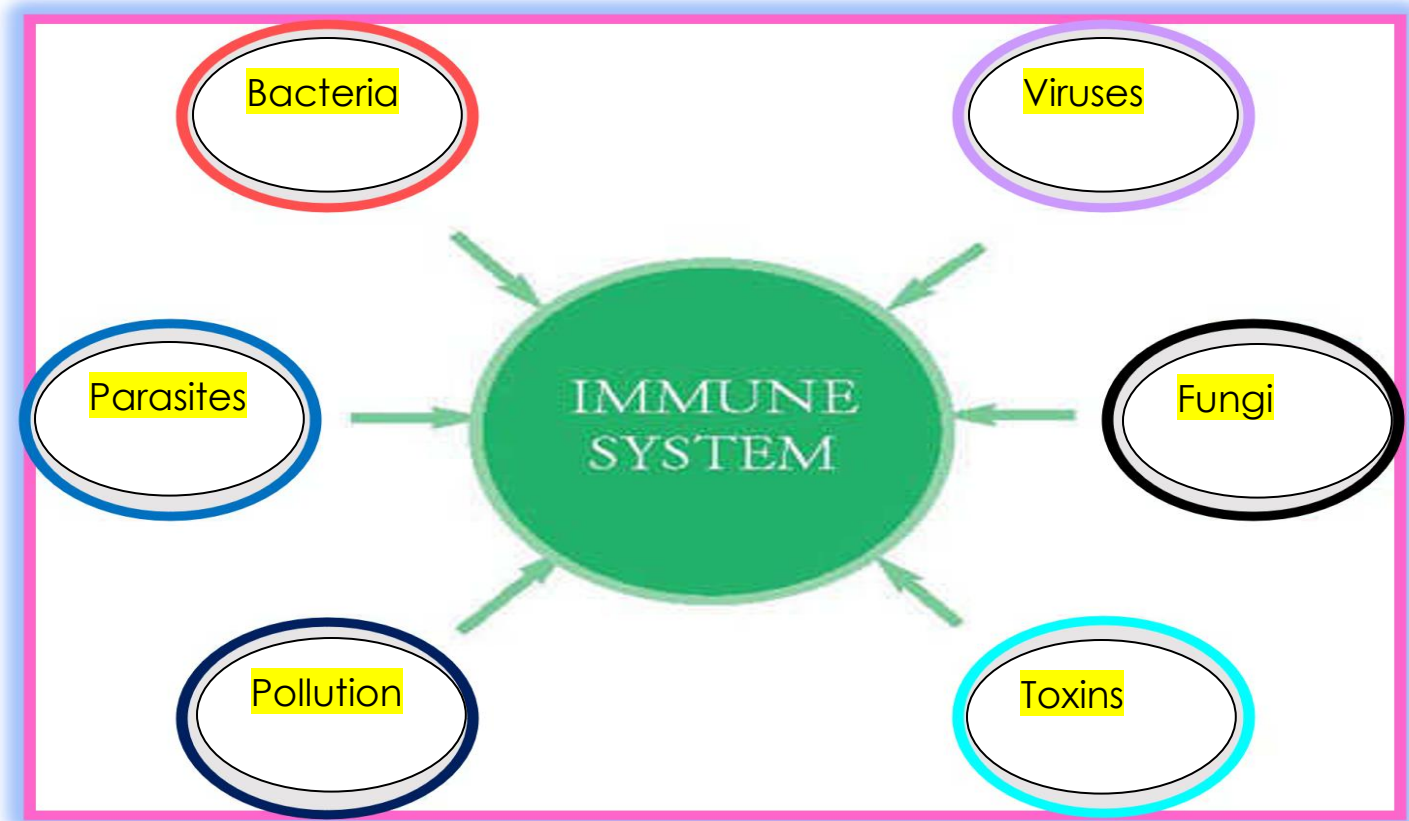 Bacteria
Viruses
Parasites
IMMUNE
SYSTEM
Fungi
Pollution
Toxins